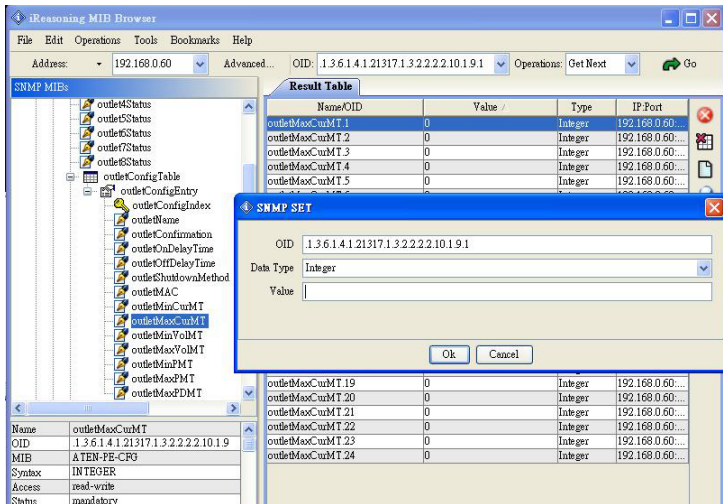 iReasoning MIB Browser
File Edit Operations Tools Bookmarks Help
Address: 192.168.0.60 Advanced... OID: .1.3.6.1.4.1.21317.1.3.2.2.2.2.10.1.9.1 Operations: Get Next Go
SNMP MIBs
outlet4Status
outlet5Status
outlet6Status
outlet7Status
outlet8Status
outletConfigTable
outletConfigEntry
outletConfigIndex
outletName
outletConfirmation
outletOnDelayTime
outletOffDelayTime
outletShutdownMethod
outletMAC
outletMinCurMT
outletMaxCurMT
outletMinVolMT
outletMaxVolMT
outletMinPMT
outletMaxPMT
outletMaxPDMT
Name outletMaxCurMT
OID .1.3.6.1.4.1.21317.1.3.2.2.2.2.10.1.9
MIB ATEN-PE-CFG
Syntax INTEGER
Access read-write
Status mandatory
Result Table
Name/OID Value Type IP:Port
outletMaxCurMT.1 0 Integer 192.168.0.60:...
outletMaxCurMT.2 0 Integer 192.168.0.60:...
outletMaxCurMT.3 0 Integer 192.168.0.60:...
outletMaxCurMT.4 0 Integer 192.168.0.60:...
outletMaxCurMT.5 0 Integer 192.168.0.60:...
SNMP SET
OID .1.3.6.1.4.1.21317.1.3.2.2.2.2.10.1.9.1
Data Type Integer
Value
Ok Cancel
outletMaxCurMT.19 0 Integer 192.168.0.60:...
outletMaxCurMT.20 0 Integer 192.168.0.60:...
outletMaxCurMT.21 0 Integer 192.168.0.60:...
outletMaxCurMT.22 0 Integer 192.168.0.60:...
outletMaxCurMT.23 0 Integer 192.168.0.60:...
outletMaxCurMT.24 0 Integer 192.168.0.60:...